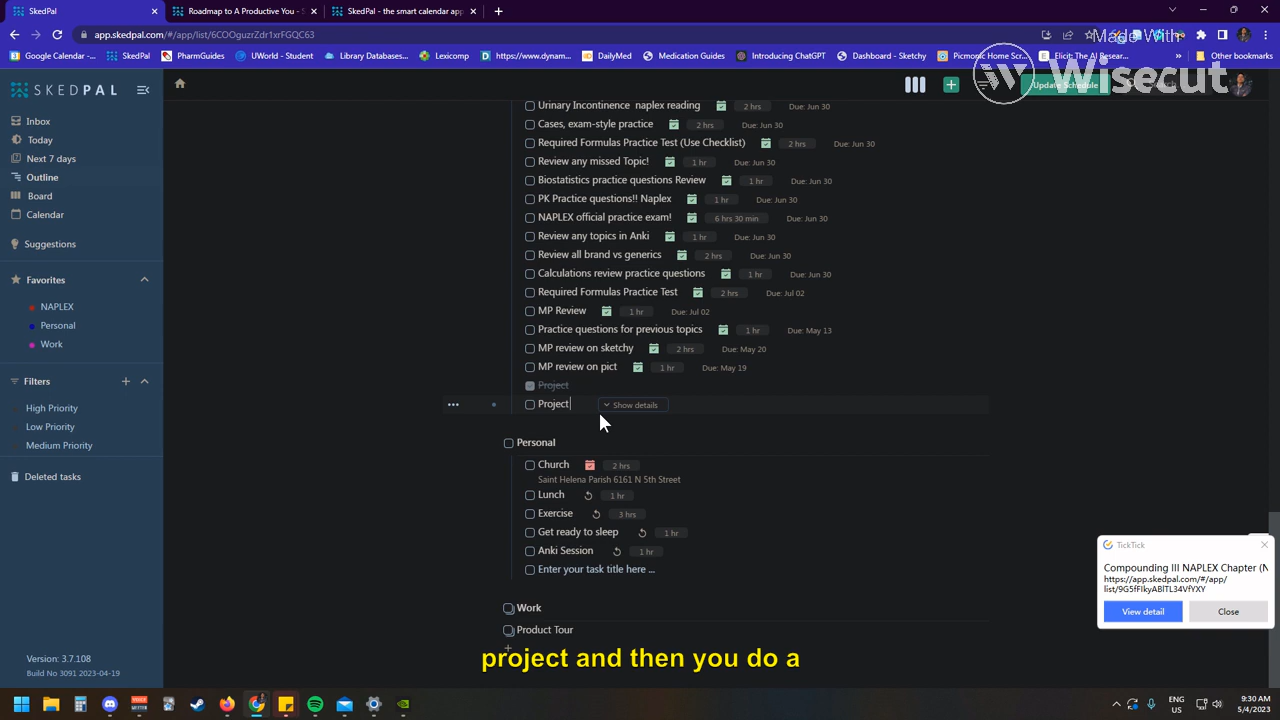 SkedPal
Roadmap to A Productive You - S
SkedPal - the smart calendar app
app.skedpal.com/#/app/list/6COOguzrZdr1xrFGQC63
Google Calendar - ...
SkedPal
PharmGUIDS
UWorld - Student
Library Databases...
Lexicomp
https://www.dynam...
DailyMed
Medication Guides
Introducing ChatGPT
Dashboard - Sketchy
Picmonic Procedure
Elicit: The AI Resear...
Other bookmarks
Made With
Wisecut
SKEDPAL
Update Schedule
Inbox
Today
Next 7 days
Outline
Board
Calendar
Suggestions
Favorites
NAPLEX
Personal
Work
Filters
High Priority
Low Priority
Medium Priority
Deleted tasks
Version: 3.7.108
Build No 3091 2023-04-19
Urinary Incontinence naplex reading 2 hrs Due: Jun 30
Cases, exam-style practice 2 hrs Due: Jun 30
Required Formulas Practice Test (Use Checklist) 2 hrs Due: Jun 30
Review any missed Topic! 1 hr Due: Jun 30
Biostatistics practice questions Review 1 hr Due: Jun 30
PK Practice questions!! Naplex 1 hr Due: Jun 30
NAPLEX official practice exam! 6 hrs 30 min Due: Jun 30
Review any topics in Anki 1 hr Due: Jun 30
Review all brand vs generics 2 hrs Due: Jun 30
Calculations review practice questions 1 hr Due: Jun 30
Required Formulas Practice Test 2 hrs Due: Jul 02
MP Review 1 hr Due: Jul 02
Practice questions for previous topics 1 hr Due: May 13
MP review on sketchy 2 hrs Due: May 20
MP review on pict 1 hr Due: May 19
Project
Project Show details
Personal
Church 2 hrs
Saint Helena Parish 6161 N 5th Street
Lunch 1 hr
Exercise 3 hrs
Get ready to sleep 1 hr
Anki Session 1 hr
Enter your task title here ...
Work
Product Tour
TickTick
Compounding III NAPLEX Chapter (N
https://app.skedpal.com/#/app/
list/9G5fFIkyABlTL34VfYXY
View detail
Close
project and then you do a
ENG
US
9:30 AM
5/4/2023